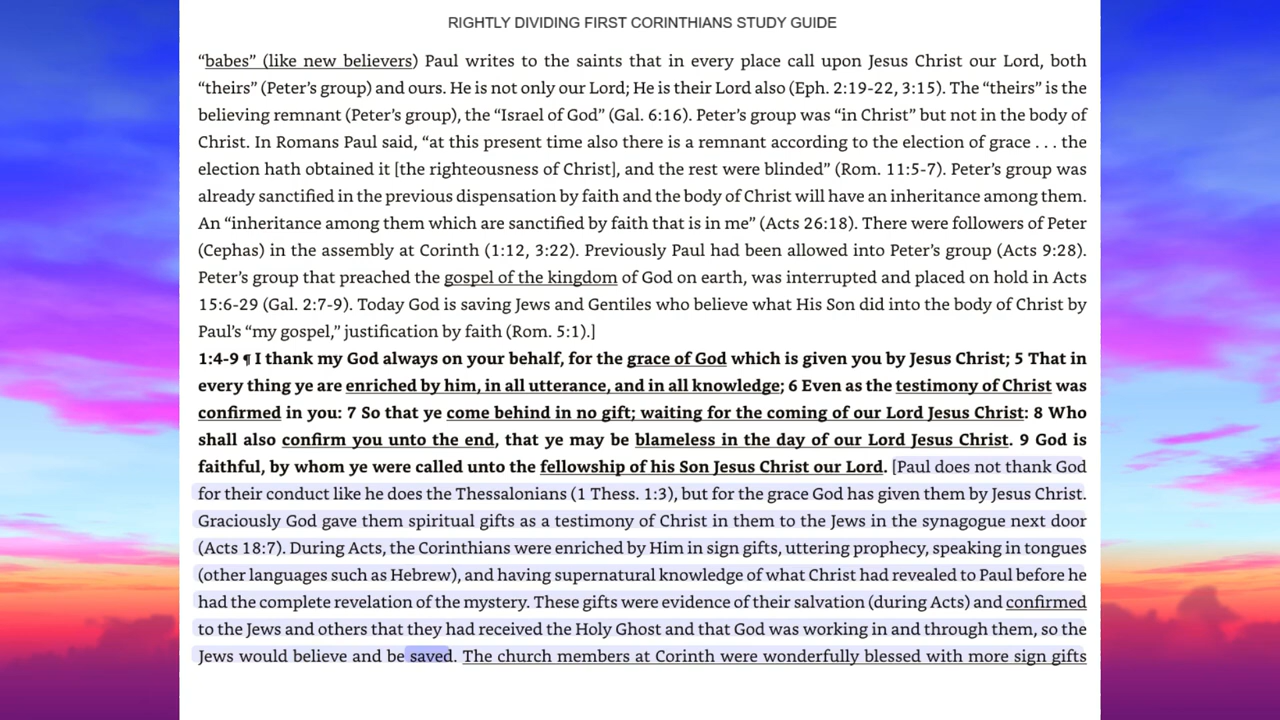 RIGHTLY DIVIDING FIRST CORINTHIANS STUDY GUIDE
“babes” (like new believers) Paul writes to the saints that in every place call upon Jesus Christ our Lord, both
“theirs” (Peter’s group) and ours. He is not only our Lord; He is their Lord also (Eph. 2:19-22, 3:15). The “theirs” is the
believing remnant (Peter’s group), the “Israel of God” (Gal. 6:16). Peter’s group was “in Christ” but not in the body of
Christ. In Romans Paul said, “at this present time also there is a remnant according to the election of grace . . . the
election hath obtained it [the righteousness of Christ], and the rest were blinded” (Rom. 11:5-7). Peter’s group was
already sanctified in the previous dispensation by faith and the body of Christ will have an inheritance among them.
An “inheritance among them which are sanctified by faith that is in me” (Acts 26:18). There were followers of Peter
(Cephas) in the assembly at Corinth (1:12, 3:22). Previously Paul had been allowed into Peter’s group (Acts 9:28).
Peter’s group that preached the gospel of the kingdom of God on earth, was interrupted and placed on hold in Acts
15:6-29 (Gal. 2:7-9). Today God is saving Jews and Gentiles who believe what His Son did into the body of Christ by
Paul’s “my gospel,” justification by faith (Rom. 5:1).]
1:4-9 ¶ I thank my God always on your behalf, for the grace of God which is given you by Jesus Christ; 5 That in
every thing ye are enriched by him, in all utterance, and in all knowledge; 6 Even as the testimony of Christ was
confirmed in you: 7 So that ye come behind in no gift; waiting for the coming of our Lord Jesus Christ: 8 Who
shall also confirm you unto the end, that ye may be blameless in the day of our Lord Jesus Christ. 9 God is
faithful, by whom ye were called unto the fellowship of his Son Jesus Christ our Lord. [Paul does not thank God
for their conduct like he does the Thessalonians (1 Thess. 1:3), but for the grace God has given them by Jesus Christ.
Graciously God gave them spiritual gifts as a testimony of Christ in them to the Jews in the synagogue next door
(Acts 18:7). During Acts, the Corinthians were enriched by Him in sign gifts, uttering prophecy, speaking in tongues
(other languages such as Hebrew), and having supernatural knowledge of what Christ had revealed to Paul before he
had the complete revelation of the mystery. These gifts were evidence of their salvation (during Acts) and confirmed
to the Jews and others that they had received the Holy Ghost and that God was working in and through them, so the
Jews would believe and be saved. The church members at Corinth were wonderfully blessed with more sign gifts